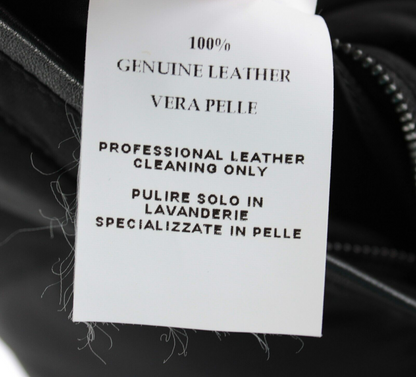 100%
GENUINE LEATHER
VERA PELLE
PROFESSIONAL LEATHER
CLEANING ONLY
PULIRE SOLO IN
LAVANDERIE
SPECIALIZZATE IN PELLE